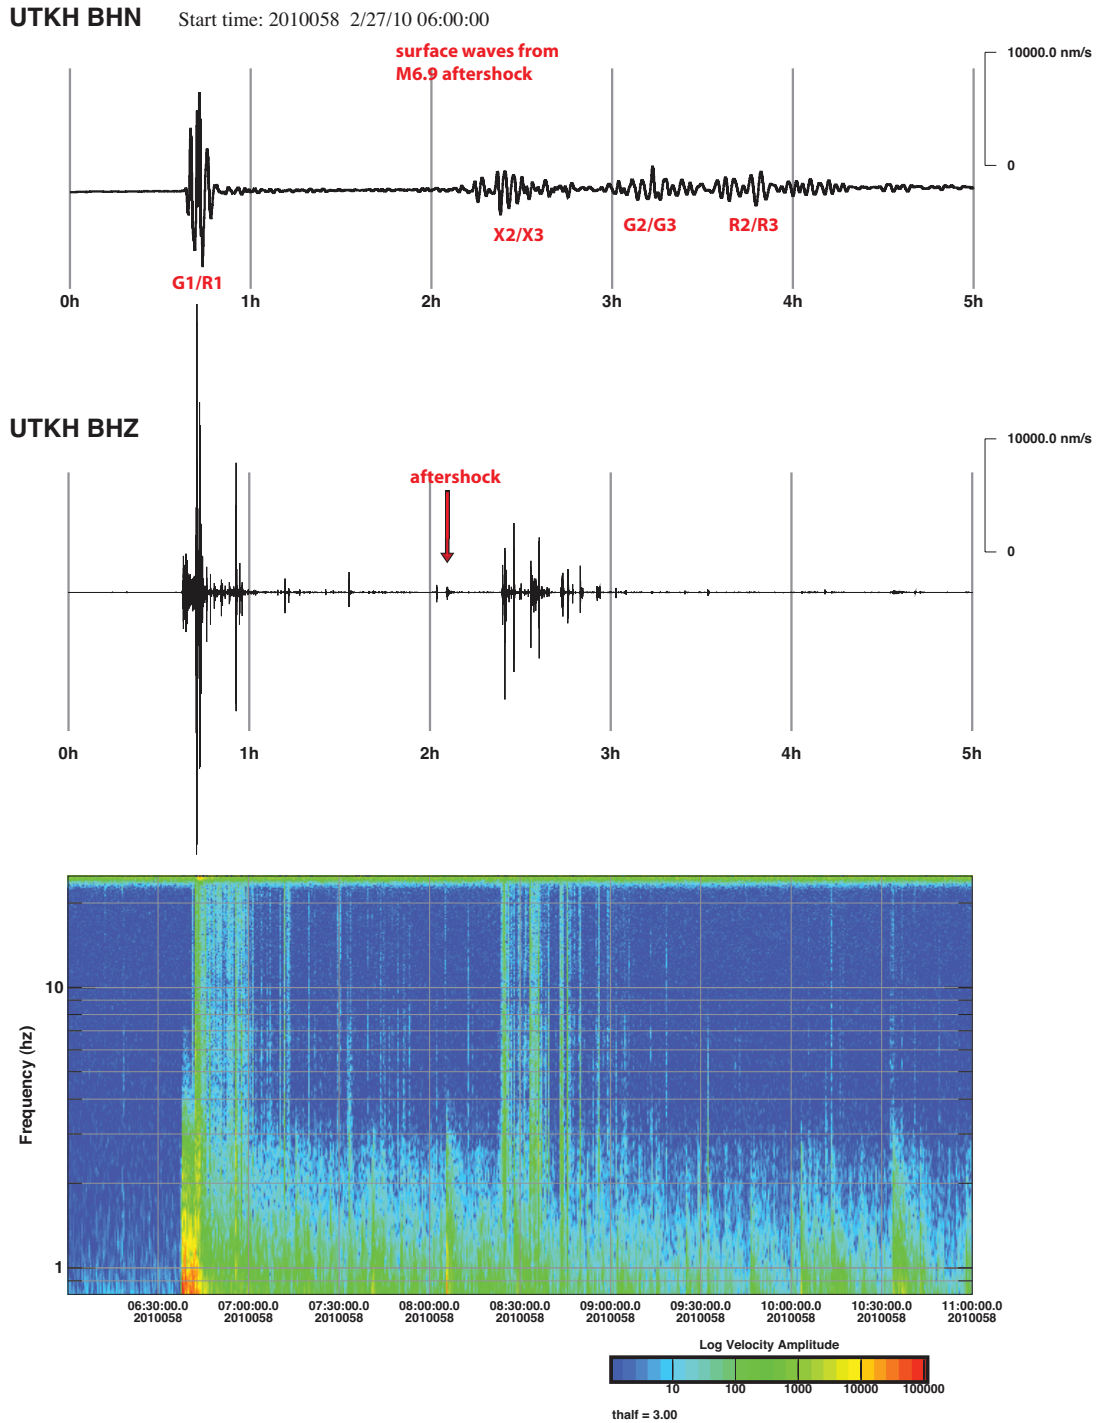 UTKH BHN Start time: 2010058 2/27/10 06:00:00
surface waves from
M6.9 aftershock
10000.0 nm/s
0
X2/X3
G2/G3
R2/R3
G1/R1
0h 1h 2h 3h 4h 5h
UTKH BHZ
10000.0 nm/s
aftershock
0
0h 1h 2h 3h 4h 5h
10
1
Frequency (hz)
06:30:00.0 07:00:00.0 07:30:00.0 08:00:00.0 08:30:00.0 09:00:00.0 09:30:00.0 10:00:00.0 10:30:00.0 11:00:00.0
2010058 2010058 2010058 2010058 2010058 2010058 2010058 2010058 2010058 2010058
Log Velocity Amplitude
10 100 1000 10000 100000
thalf = 3.00